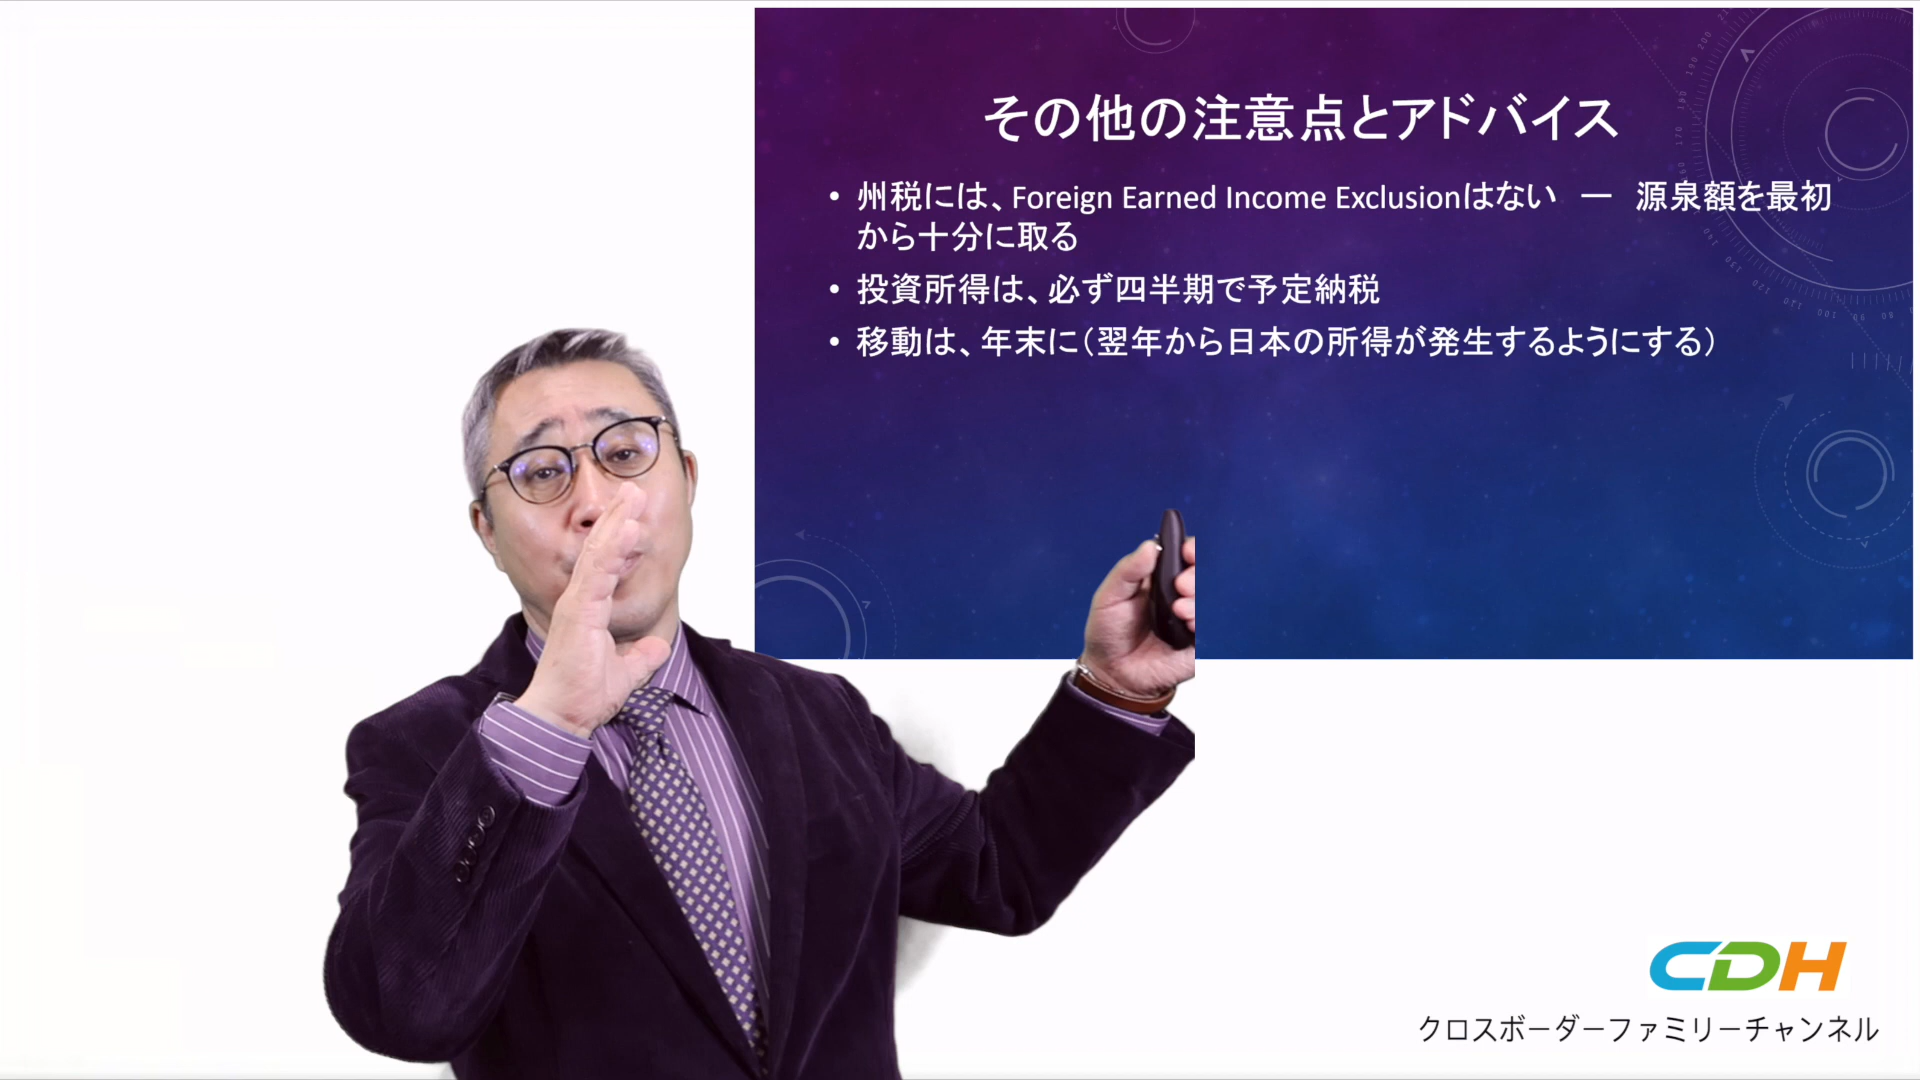 その他の注意点とアドバイス
• 州税には、Foreign Earned Income Exclusionはない　―　源泉額を最初
から十分に取る
• 投資所得は、必ず四半期で予定納税
• 移動は、年末に（翌年から日本の所得が発生するようにする）
CDH
クロスボーダーファミリーチャンネル